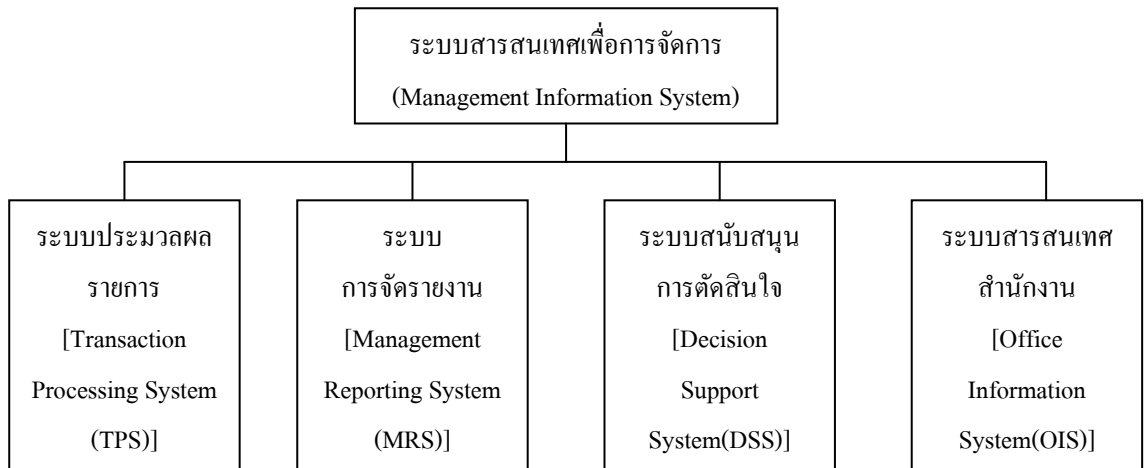 ระบบสารสนเทศเพื่อการจัดการ
(Management Information System)
ระบบประมวลผล
รายการ
[Transaction
Processing System
(TPS)]
ระบบ
การจัดรายงาน
[Management
Reporting System
(MRS)]
ระบบสนับสนุน
การตัดสินใจ
[Decision
Support
System(DSS)]
ระบบสารสนเทศ
สำนักงาน
[Office
Information
System(OIS)]